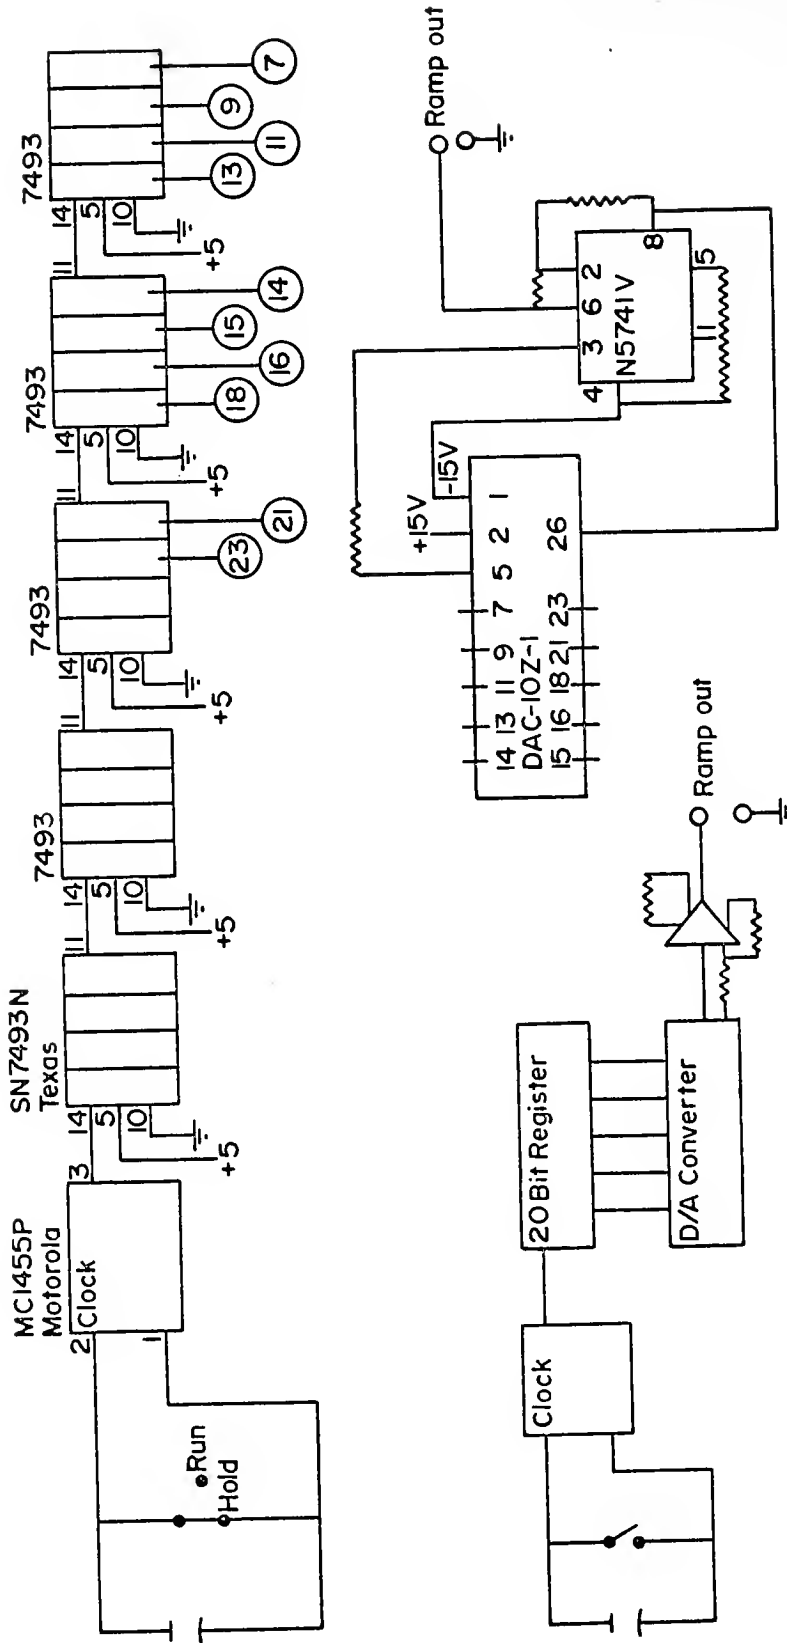 MC1455P
Motorola
2 Clock 3
1
Run
Hold
SN7493N
Texas
14
5
10
+5
11
7493
14
5
10
+5
11
7493
14
5
10
+5
11
23
21
7493
14
5
10
+5
11
18
16
15
14
7493
14
5
10
+5
13
11
9
7
Clock
20 Bit Register
D/A Converter
Ramp out
+15V
-15V
14 13 11 9 7 5 2 1
DAC-10Z-1
15 16 18 21 23 26
4 3 6 2
N5741V
8
11 5
Ramp out